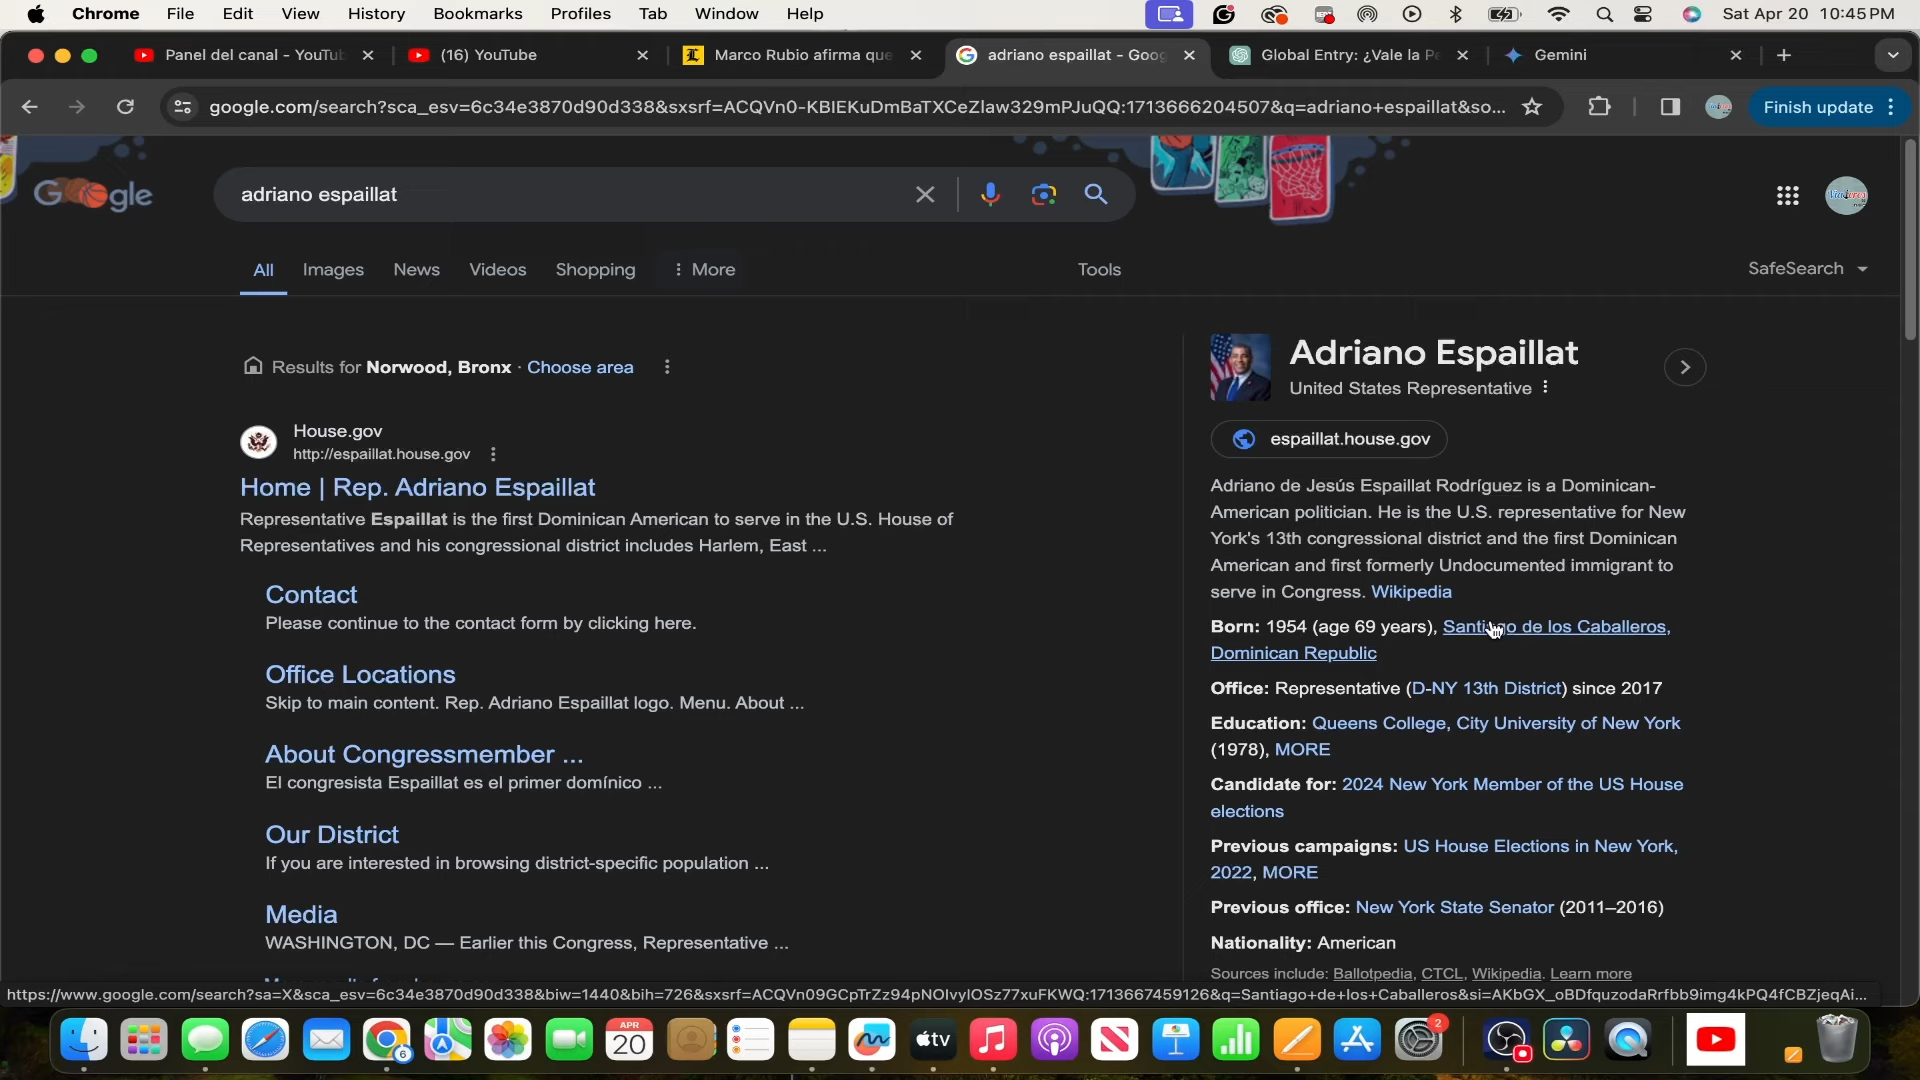 Chrome File Edit View History Bookmarks Profiles Tab Window Help Sat Apr 20 10:45 PM
Panel del canal - YouTub (16) YouTube Marco Rubio afirma que adriano espaillat - Goog Global Entry: ¿Vale la Pe Gemini
google.com/search?sca_esv=6c34e3870d90d338&sxsrf=ACQVn0-KBIEKuDmBaTXCeZlaw329mPJuQQ:1713666204507&q=adriano+espaillat&so... Finish update
Google adriano espaillat
All Images News Videos Shopping More Tools SafeSearch
Results for Norwood, Bronx · Choose area
House.gov
http://espaillat.house.gov
Home | Rep. Adriano Espaillat
Representative Espaillat is the first Dominican American to serve in the U.S. House of
Representatives and his congressional district includes Harlem, East ...
Contact
Please continue to the contact form by clicking here.
Office Locations
Skip to main content. Rep. Adriano Espaillat logo. Menu. About ...
About Congressmember ...
El congresista Espaillat es el primer domínico ...
Our District
If you are interested in browsing district-specific population ...
Media
WASHINGTON, DC — Earlier this Congress, Representative ...
Adriano Espaillat
United States Representative
espaillat.house.gov
Adriano de Jesús Espaillat Rodríguez is a Dominican-
American politician. He is the U.S. representative for New
York's 13th congressional district and the first Dominican
American and first formerly Undocumented immigrant to
serve in Congress. Wikipedia
Born: 1954 (age 69 years), Santiago de los Caballeros,
Dominican Republic
Office: Representative (D-NY 13th District) since 2017
Education: Queens College, City University of New York
(1978), MORE
Candidate for: 2024 New York Member of the US House
elections
Previous campaigns: US House Elections in New York,
2022, MORE
Previous office: New York State Senator (2011–2016)
Nationality: American
Sources include: Ballotpedia, CTCL, Wikipedia. Learn more
https://www.google.com/search?sa=X&sca_esv=6c34e3870d90d338&biw=1440&bih=726&sxsrf=ACQVn09GCpTrZz94pNOIvylOSz77xuFKWQ:1713667459126&q=Santiago+de+los+Caballeros&si=AKbGX_oBDfquzodaRrfbb9img4kPQ4fCBZjeqAi...
6 APR 20 tv 2